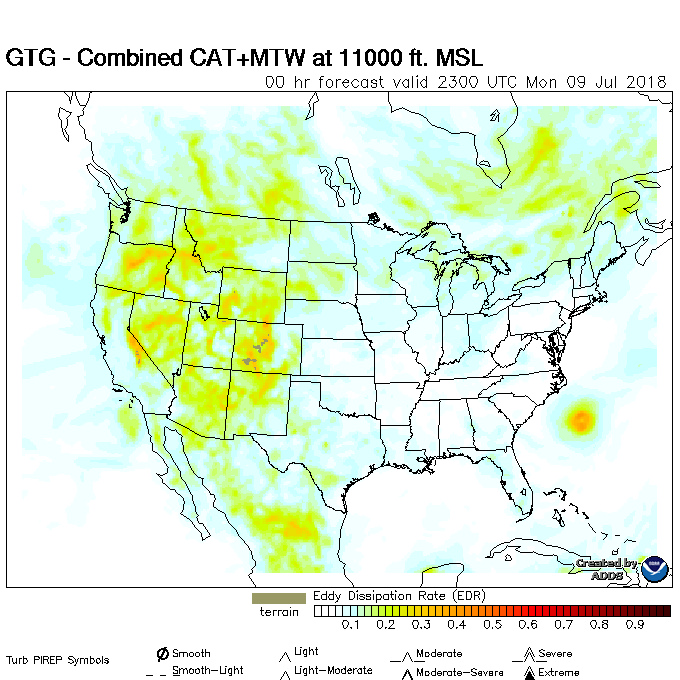 GTG - Combined CAT+MTW at 11000 ft. MSL
00 hr forecast valid 2300 UTC Mon 09 Jul 2018
Created by
ADDS
Eddy Dissipation Rate (EDR)
terrain
0.1 0.2 0.3 0.4 0.5 0.6 0.7 0.8 0.9
Turb PIREP Symbols
Smooth Light Moderate Severe
Smooth-Light Light-Moderate Moderate-Severe Extreme